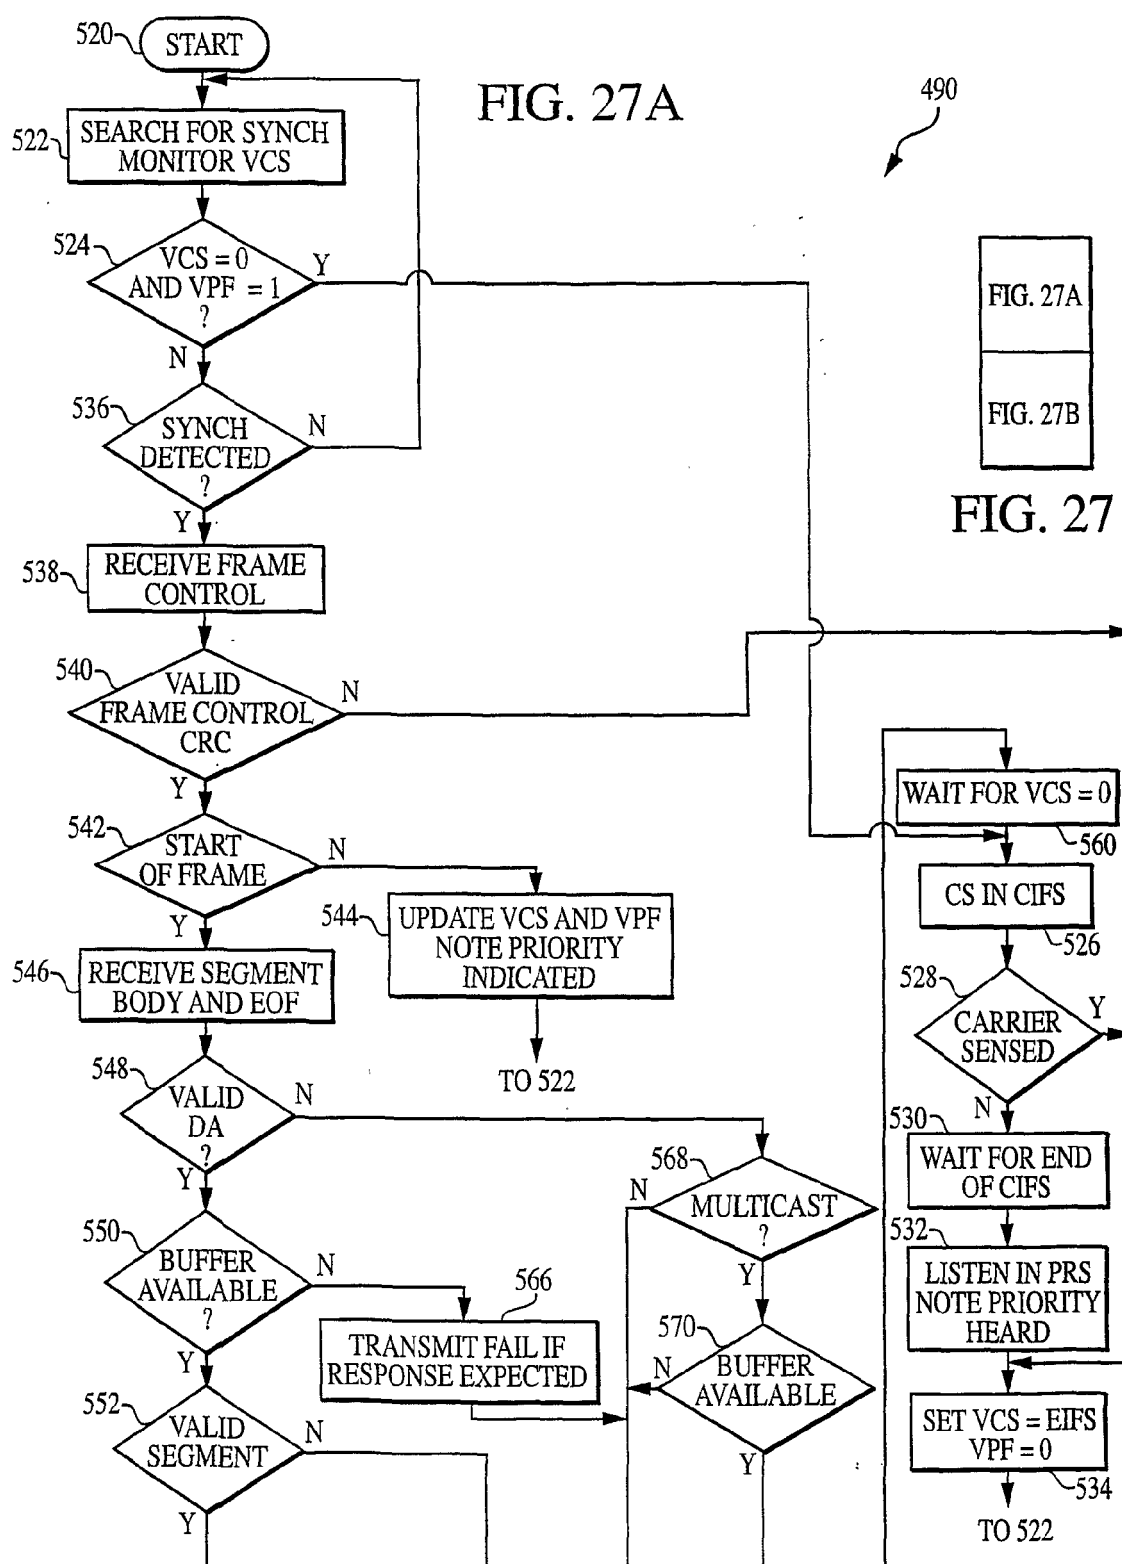 520
START
FIG. 27A
490
522
SEARCH FOR SYNCH
MONITOR VCS
524
VCS = 0
AND VPF = 1
?
Y
N
FIG. 27A
FIG. 27B
FIG. 27
536
SYNCH
DETECTED
?
N
Y
538
RECEIVE FRAME
CONTROL
540
VALID
FRAME CONTROL
CRC
N
Y
542
START
OF FRAME
N
Y
544
UPDATE VCS AND VPF
NOTE PRIORITY
INDICATED
TO 522
546
RECEIVE SEGMENT
BODY AND EOF
548
VALID
DA
?
N
Y
550
BUFFER
AVAILABLE
?
N
Y
566
TRANSMIT FAIL IF
RESPONSE EXPECTED
552
VALID
SEGMENT
N
Y
568
MULTICAST
?
N
Y
570
BUFFER
AVAILABLE
N
Y
WAIT FOR VCS = 0
560
CS IN CIFS
526
528
CARRIER
SENSED
Y
N
530
WAIT FOR END
OF CIFS
532
LISTEN IN PRS
NOTE PRIORITY
HEARD
SET VCS = EIFS
VPF = 0
534
TO 522